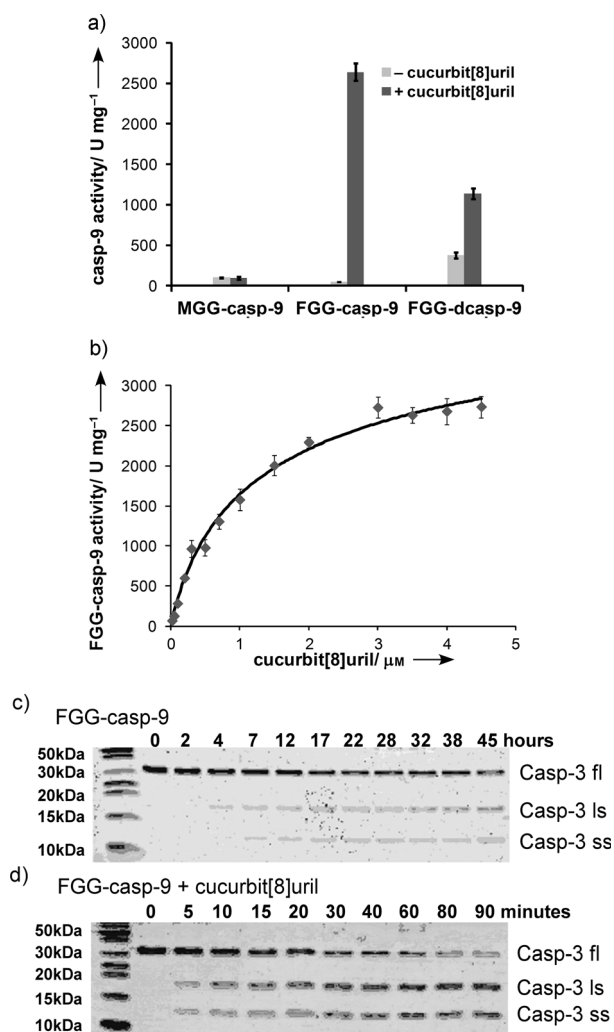 a)
casp-9 activity/ U mg⁻¹
3000
2500
2000
1500
1000
500
0
– cucurbit[8]uril
+ cucurbit[8]uril
MGG-casp-9 FGG-casp-9 FGG-dcasp-9
b)
FGG-casp-9 activity/ U mg⁻¹
3000
2500
2000
1500
1000
500
0
0 1 2 3 4 5
cucurbit[8]uril/ μM
c)
FGG-casp-9
0 2 4 7 12 17 22 28 32 38 45 hours
50kDa
30kDa
20kDa
15kDa
10kDa
Casp-3 fl
Casp-3 ls
Casp-3 ss
d)
FGG-casp-9 + cucurbit[8]uril
0 5 10 15 20 30 40 60 80 90 minutes
50kDa
30kDa
20kDa
15kDa
10kDa
Casp-3 fl
Casp-3 ls
Casp-3 ss